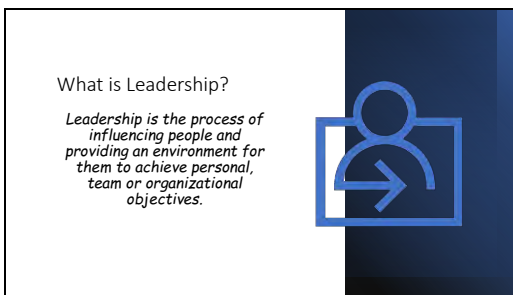 What is Leadership?
Leadership is the process of
influencing people and
providing an environment for
them to achieve personal,
team or organizational
objectives.